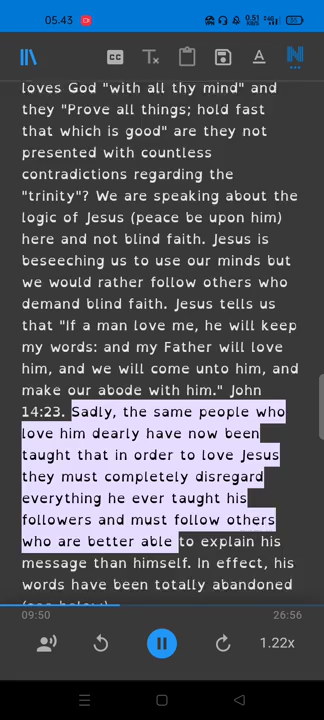 05.43
0.51
KB/s
CC
T×
A
N
loves God "with all thy mind" and
they "Prove all things; hold fast
that which is good" are they not
presented with countless
contradictions regarding the
"trinity"? We are speaking about the
logic of Jesus (peace be upon him)
here and not blind faith. Jesus is
beseeching us to use our minds but
we would rather follow others who
demand blind faith. Jesus tells us
that "If a man love me, he will keep
my words: and my Father will love
him, and we will come unto him, and
make our abode with him." John
14:23. Sadly, the same people who
love him dearly have now been
taught that in order to love Jesus
they must completely disregard
everything he ever taught his
followers and must follow others
who are better able to explain his
message than himself. In effect, his
words have been totally abandoned
(see below)
09:50
26:56
1.22x